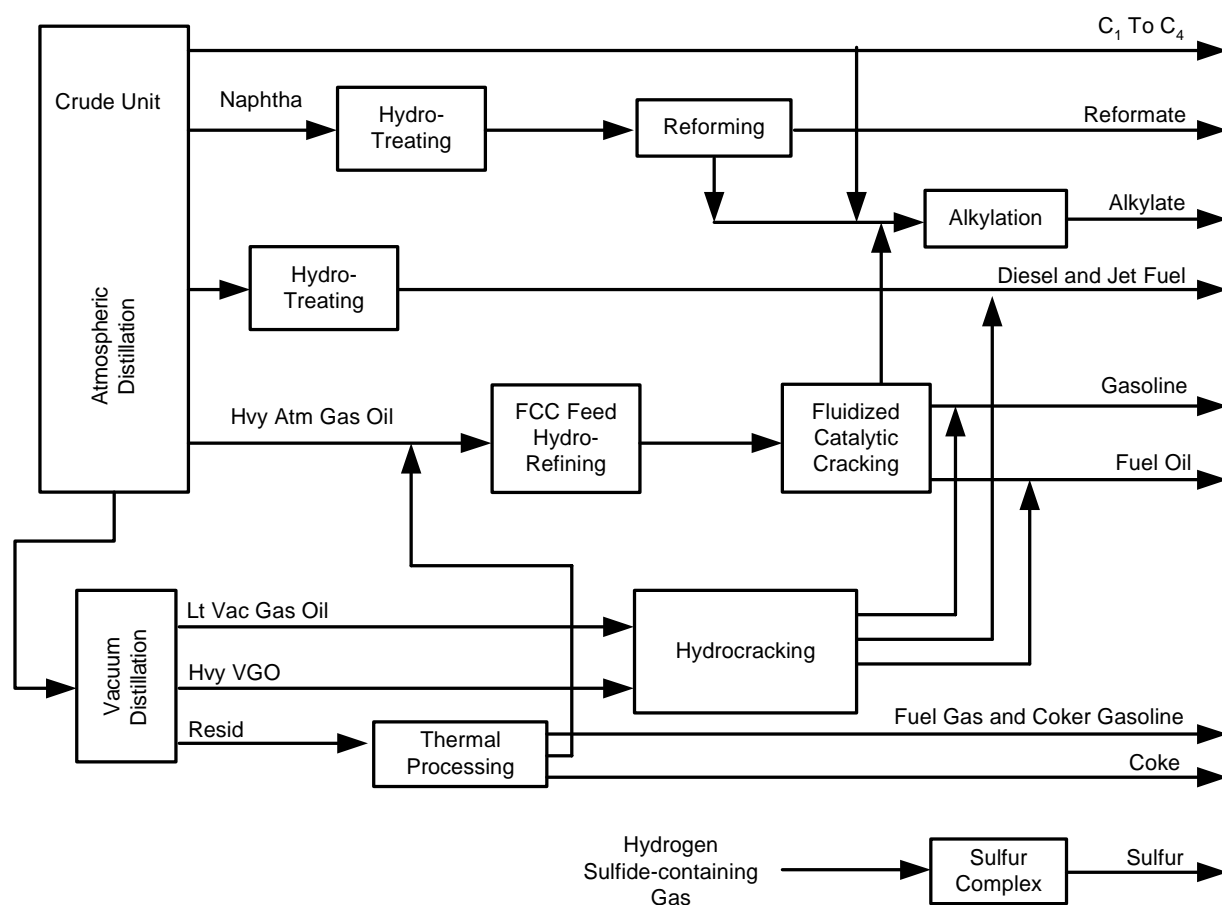 C₁ To C₄
Crude Unit
Naphtha
Hydro-
Treating
Reforming
Reformate
Alkylation
Alkylate
Atmospheric
Distillation
Hydro-
Treating
Diesel and Jet Fuel
Hvy Atm Gas Oil
FCC Feed
Hydro-
Refining
Fluidized
Catalytic
Cracking
Gasoline
Fuel Oil
Vacuum
Distillation
Lt Vac Gas Oil
Hvy VGO
Resid
Hydrocracking
Thermal
Processing
Fuel Gas and Coker Gasoline
Coke
Hydrogen
Sulfide-containing
Gas
Sulfur
Complex
Sulfur